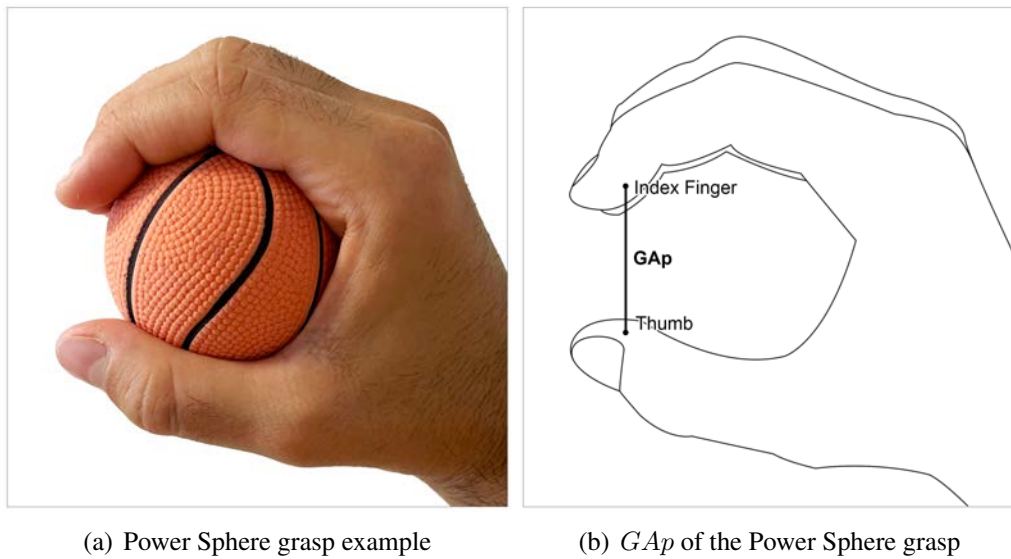 Index Finger
GAp
Thumb
(a) Power Sphere grasp example
(b) GAp of the Power Sphere grasp